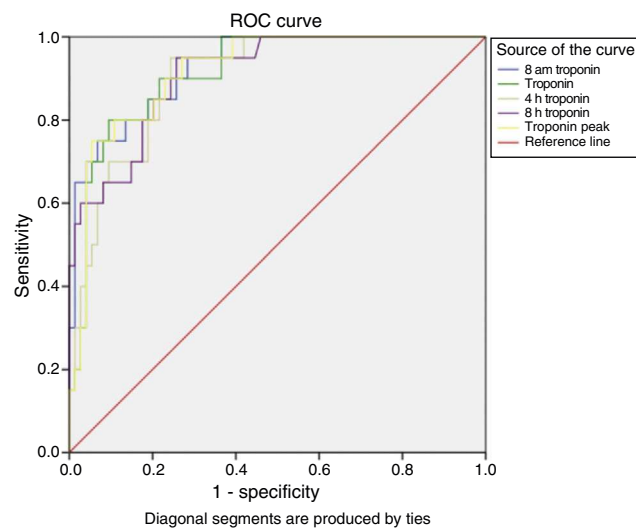 ROC curve
1.0
0.8
0.6
0.4
0.2
0.0
Sensitivity
0.0 0.2 0.4 0.6 0.8 1.0
1 - specificity
Diagonal segments are produced by ties
Source of the curve
8 am troponin
Troponin
4 h troponin
8 h troponin
Troponin peak
Reference line